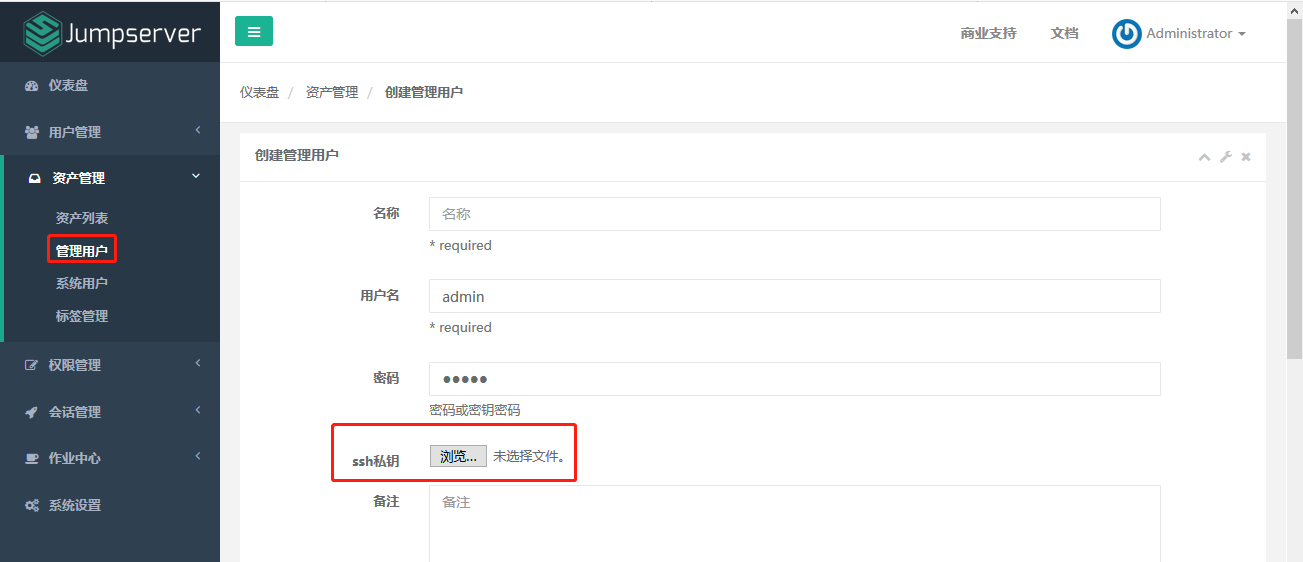 Jumpserver
商业支持
文档
Administrator
仪表盘
用户管理
资产管理
资产列表
管理用户
系统用户
标签管理
权限管理
会话管理
作业中心
系统设置
仪表盘 / 资产管理 / 创建管理用户
创建管理用户
名称
名称
* required
用户名
admin
* required
密码
密码或密钥密码
ssh私钥
浏览... 未选择文件。
备注
备注